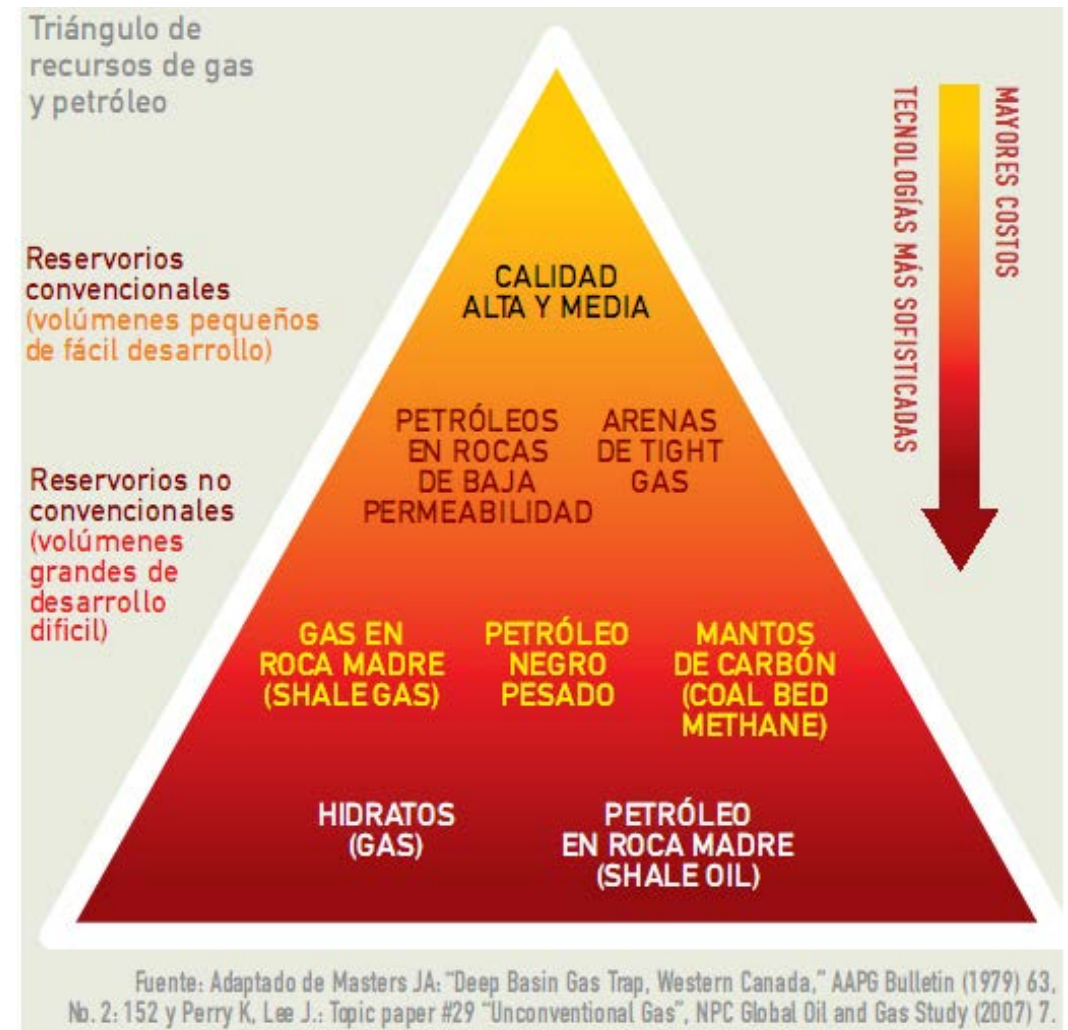 Triángulo de
recursos de gas
y petróleo
Reservorios
convencionales
(volúmenes pequeños
de fácil desarrollo)
Reservorios no
convencionales
(volúmenes
grandes de
desarrollo
dificil)
CALIDAD
ALTA Y MEDIA
PETRÓLEOS
EN ROCAS
DE BAJA
PERMEABILIDAD
ARENAS
DE TIGHT
GAS
GAS EN
ROCA MADRE
(SHALE GAS)
PETRÓLEO
NEGRO
PESADO
MANTOS
DE CARBÓN
(COAL BED
METHANE)
HIDRATOS
(GAS)
PETRÓLEO
EN ROCA MADRE
(SHALE OIL)
TECNOLOGÍAS MÁS SOFISTICADAS
MAYORES COSTOS
Fuente: Adaptado de Masters JA: “Deep Basin Gas Trap, Western Canada,” AAPG Bulletin (1979) 63,
No. 2: 152 y Perry K, Lee J.: Topic paper #29 “Unconventional Gas”, NPC Global Oil and Gas Study (2007) 7.